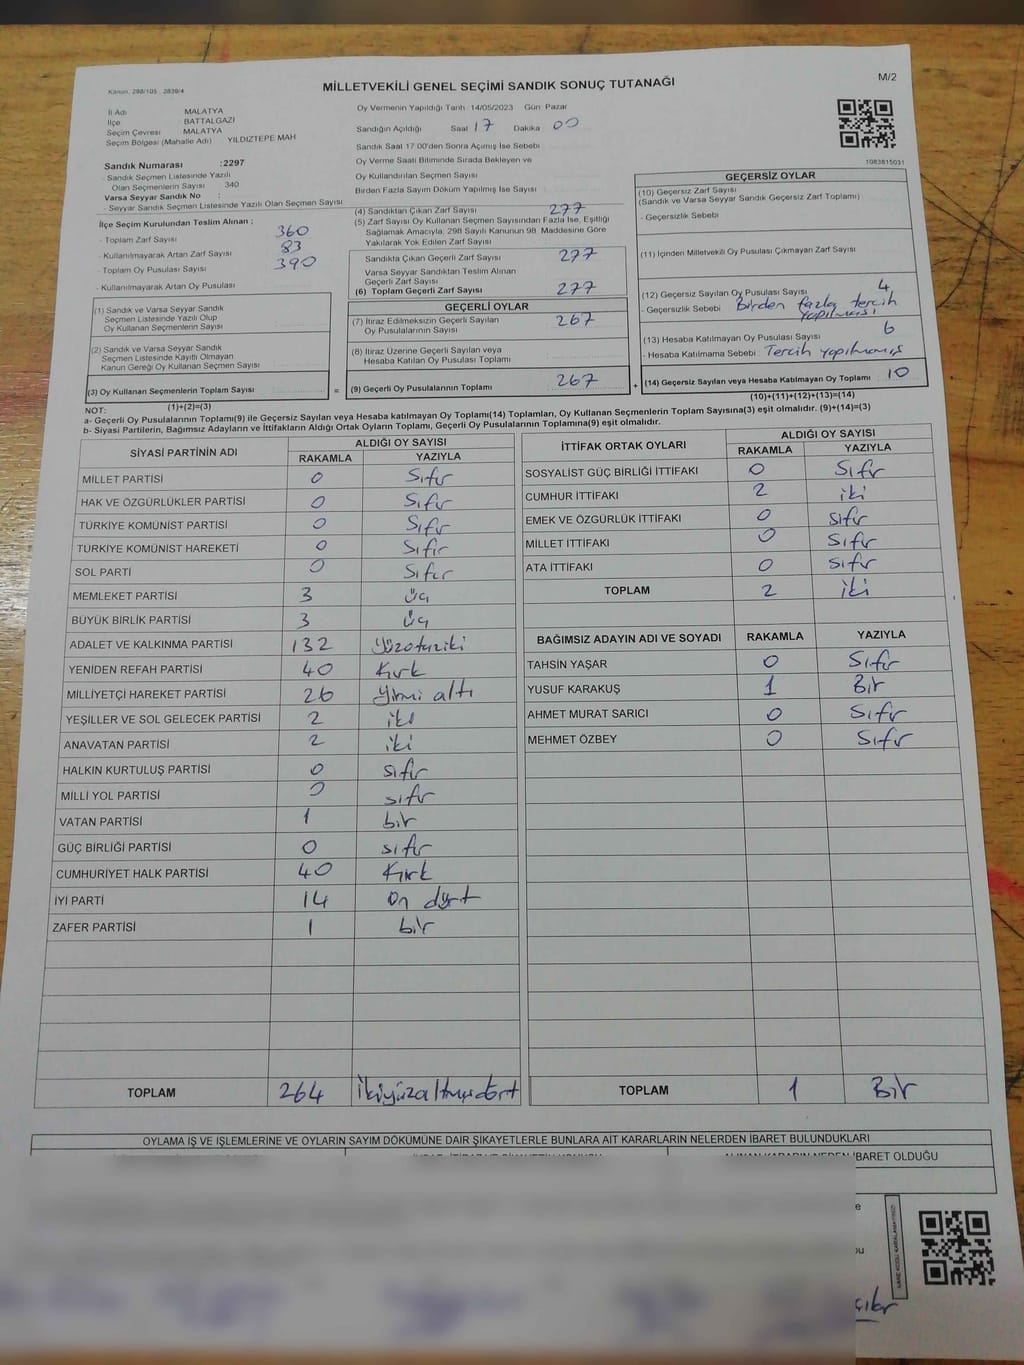 Kanun. 298/105 2839/4
MİLLETVEKİLİ GENEL SEÇİMİ SANDIK SONUÇ TUTANAĞI
M/2
İl Adı MALATYA
İlçe BATTALGAZİ
Seçim Çevresi MALATYA
Seçim Bölgesi (Mahalle Adı) YILDIZTEPE MAH
Sandık Numarası :2297
- Sandık Seçmen Listesinde Yazılı
Olan Seçmenlerin Sayısı 340
Varsa Seyyar Sandık No :
- Seyyar Sandık Seçmen Listesinde Yazılı Olan Seçmen Sayısı
İlçe Seçim Kurulundan Teslim Alınan :
- Toplam Zarf Sayısı 360
- Kullanılmayarak Artan Zarf Sayısı 83
- Toplam Oy Pusulası Sayısı 390
- Kullanılmayarak Artan Oy Pusulası
(1) Sandık ve Varsa Seyyar Sandık
Seçmen Listesinde Yazılı Olup
Oy Kullanan Seçmenlerin Sayısı
(2) Sandık ve Varsa Seyyar Sandık
Seçmen Listesinde Kayıtlı Olmayan
Kanun Gereği Oy Kullanan Seçmen Sayısı
(3) Oy Kullanan Seçmenlerin Toplam Sayısı
(1)+(2)=(3)
Oy Vermenin Yapıldığı Tarih :14/05/2023 Gün: Pazar
Sandığın Açıldığı Saat 17 Dakika 00
Sandık Saat 17 00'den Sonra Açılmış İse Sebebi
Oy Verme Saati Bitiminde Sırada Bekleyen ve
Oy Kullandırılan Seçmen Sayısı
Birden Fazla Sayım Döküm Yapılmış İse Sayısı
(4) Sandıktan Çıkan Zarf Sayısı 277
(5) Zarf Sayısı Oy Kullanan Seçmen Sayısından Fazla İse, Eşitliği
Sağlamak Amacıyla, 298 Sayılı Kanunun 98. Maddesine Göre
Yakılarak Yok Edilen Zarf Sayısı
Sandıkta Çıkan Geçerli Zarf Sayısı 277
Varsa Seyyar Sandıktan Teslim Alınan
Geçerli Zarf Sayısı
(6) Toplam Geçerli Zarf Sayısı 277
GEÇERLİ OYLAR
(7) İtiraz Edilmeksizin Geçerli Sayılan
Oy Pusulalarının Sayısı 267
(8) İtiraz Üzerine Geçerli Sayılan veya
Hesaba Katılan Oy Pusulası Toplamı
= (9) Geçerli Oy Pusulalarının Toplamı 267
1083815031
GEÇERSİZ OYLAR
(10) Geçersiz Zarf Sayısı
(Sandık ve Varsa Seyyar Sandık Geçersiz Zarf Toplamı)
- Geçersizlik Sebebi
(11) İçinden Milletvekili Oy Pusulası Çıkmayan Zarf Sayısı
(12) Geçersiz Sayılan Oy Pusulası Sayısı 4
- Geçersizlik Sebebi Birden fazla tercih
yapılması
(13) Hesaba Katılmayan Oy Pusulası Sayısı 6
- Hesaba Katılmama Sebebi Tercih yapılmamış
+ (14) Geçersiz Sayılan veya Hesaba Katılmayan Oy Toplamı 10
(10)+(11)+(12)+(13)=(14)
NOT:
a- Geçerli Oy Pusulalarının Toplamı(9) ile Geçersiz Sayılan veya Hesaba katılmayan Oy Toplamı(14) Toplamları, Oy Kullanan Seçmenlerin Toplam Sayısına(3) eşit olmalıdır. (9)+(14)=(3)
b- Siyasi Partilerin, Bağımsız Adayların ve İttifakların Aldığı Ortak Oyların Toplamı, Geçerli Oy Pusulalarının Toplamına(9) eşit olmalıdır.
SİYASİ PARTİNİN ADI ALDIĞI OY SAYISI
RAKAMLA YAZIYLA
MİLLET PARTİSİ 0 Sıfır
HAK VE ÖZGÜRLÜKLER PARTİSİ 0 Sıfır
TÜRKİYE KOMÜNİST PARTİSİ 0 Sıfır
TÜRKİYE KOMÜNİST HAREKETİ 0 Sıfır
SOL PARTİ 0 Sıfır
MEMLEKET PARTİSİ 3 üç
BÜYÜK BİRLİK PARTİSİ 3 üç
ADALET VE KALKINMA PARTİSİ 132 Yüzotuziki
YENİDEN REFAH PARTİSİ 40 Kırk
MİLLİYETÇİ HAREKET PARTİSİ 26 Yirmi altı
YEŞİLLER VE SOL GELECEK PARTİSİ 2 iki
ANAVATAN PARTİSİ 2 iki
HALKIN KURTULUŞ PARTİSİ 0 sıfır
MİLLİ YOL PARTİSİ 0 sıfır
VATAN PARTİSİ 1 bir
GÜÇ BİRLİĞİ PARTİSİ 0 sıfır
CUMHURİYET HALK PARTİSİ 40 Kırk
İYİ PARTİ 14 On dört
ZAFER PARTİSİ 1 bir
TOPLAM 264 İkiyüzaltmışdört
İTTİFAK ORTAK OYLARI ALDIĞI OY SAYISI
RAKAMLA YAZIYLA
SOSYALİST GÜÇ BİRLİĞİ İTTİFAKI 0 Sıfır
CUMHUR İTTİFAKI 2 iki
EMEK VE ÖZGÜRLÜK İTTİFAKI 0 sıfır
MİLLET İTTİFAKI 0 Sıfır
ATA İTTİFAKI 0 sıfır
TOPLAM 2 iki
BAĞIMSIZ ADAYIN ADI VE SOYADI RAKAMLA YAZIYLA
TAHSİN YAŞAR 0 Sıfır
YUSUF KARAKUŞ 1 Bir
AHMET MURAT SARICI 0 Sıfır
MEHMET ÖZBEY 0 Sıfır
TOPLAM 1 Bir
OYLAMA İŞ VE İŞLEMLERİNE VE OYLARIN SAYIM DÖKÜMÜNE DAİR ŞİKAYETLERLE BUNLARA AİT KARARLARIN NELERDEN İBARET BULUNDUKLARI
İBARET OLDUĞU